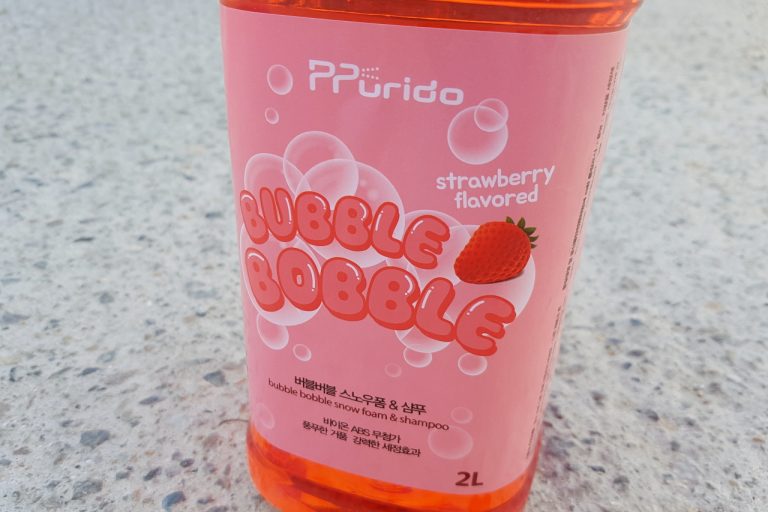 PPurido
strawberry
flavored
BUBBLE
BOBBLE
버블버블 스노우폼 & 샴푸
bubble bobble snow foam & shampoo
바이온 ABS 무첨가
풍푸한 거품 강력한 세정효과
2L